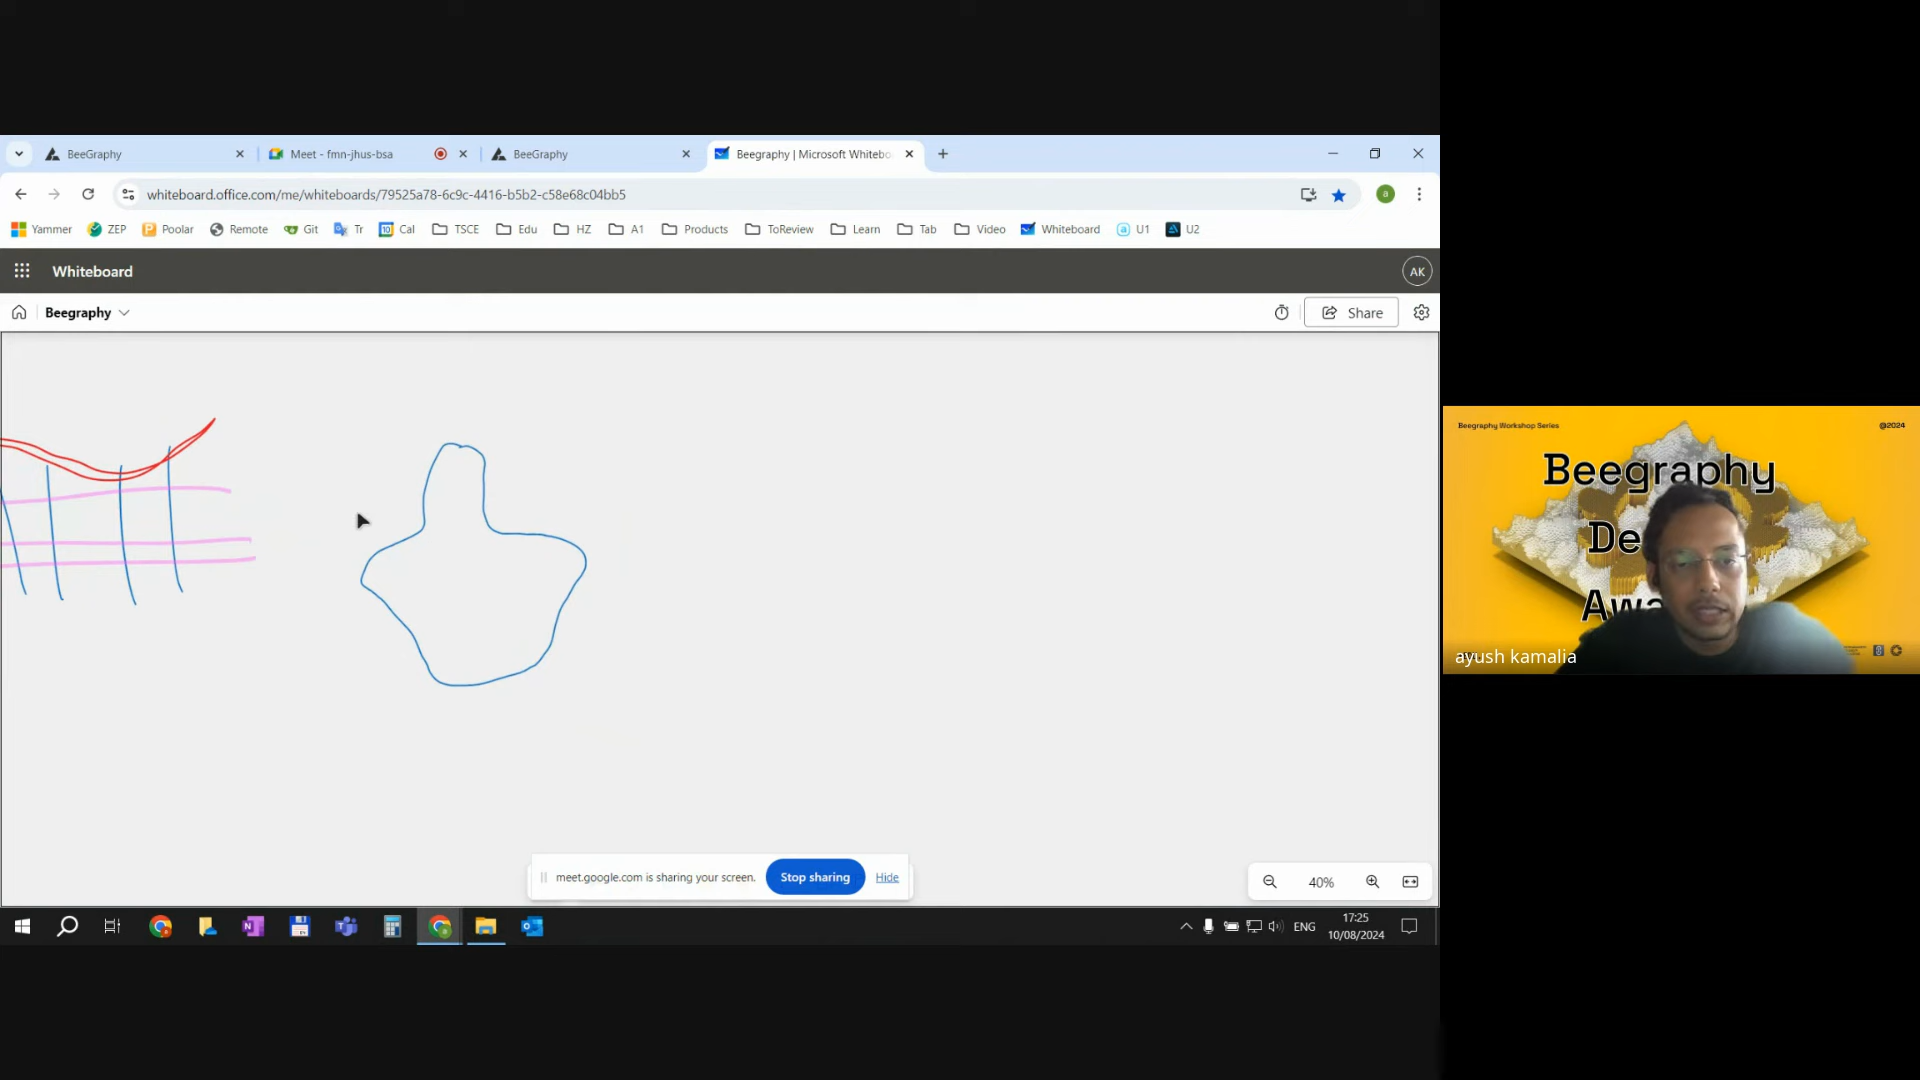 BeeGraphy
Meet - fmn-jhus-bsa
BeeGraphy
Beegraphy | Microsoft Whitebo
whiteboard.office.com/me/whiteboards/79525a78-6c9c-4416-b5b2-c58e68c04bb5
a
Yammer
ZEP
Poolar
Remote
Git
Tr
Cal
TSCE
Edu
HZ
A1
Products
ToReview
Learn
Tab
Video
Whiteboard
U1
U2
Whiteboard
AK
Beegraphy
Share
Beegraphy Workshop Series
@2024
Beegraphy
De
Awa
ayush kamalia
meet.google.com is sharing your screen.
Stop sharing
Hide
40%
ENG
17:25
10/08/2024